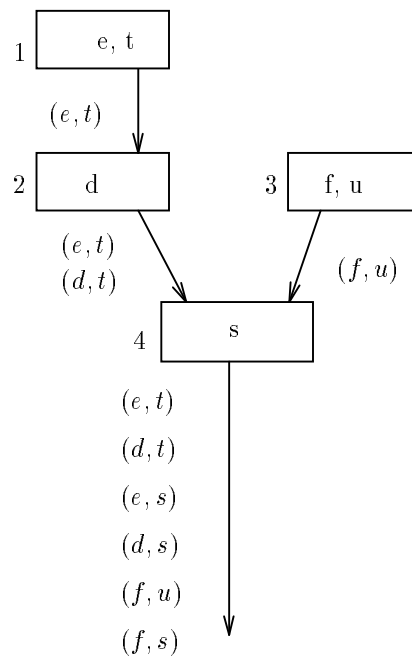 1 e, t
(e, t)
2 d 3 f, u
(e, t)
(d, t)
(f, u)
4 s
(e, t)
(d, t)
(e, s)
(d, s)
(f, u)
(f, s)